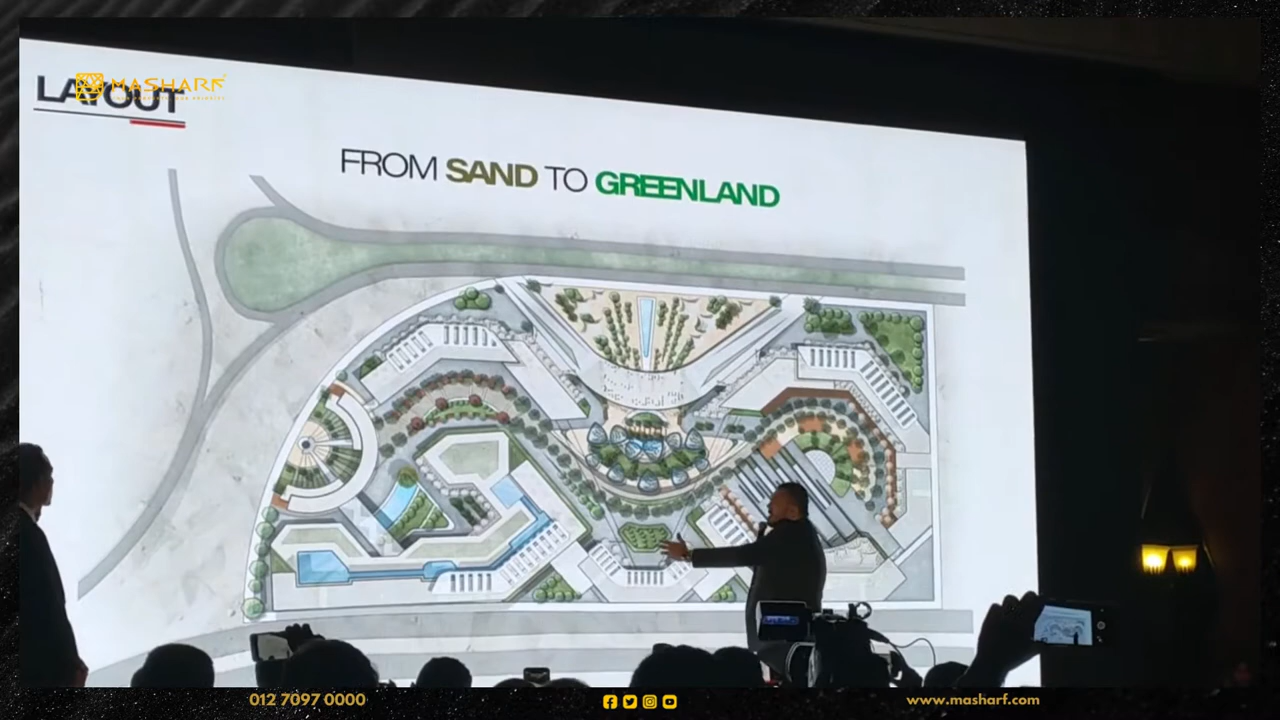 LAYOUT
MASHARF
FROM SAND TO GREENLAND
012 7097 0000
www.masharf.com